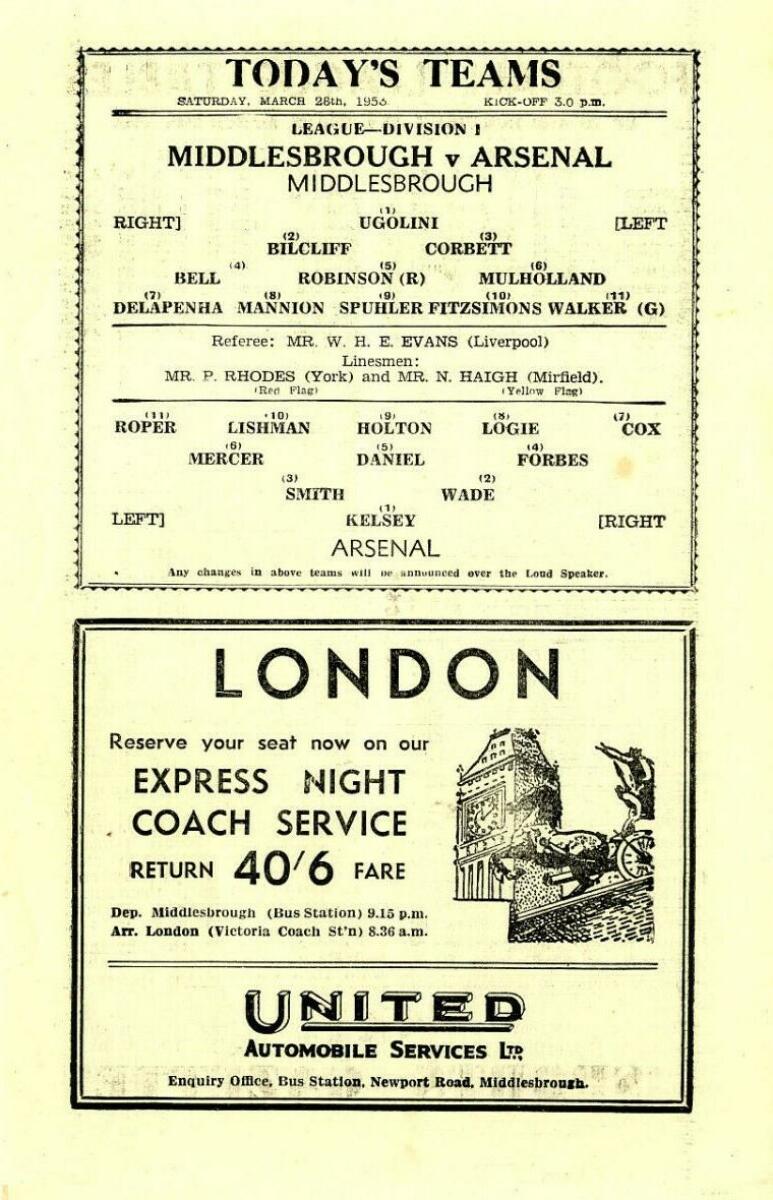 TODAY'S TEAMS
SATURDAY, MARCH 28th, 1953 KICK-OFF 3.0 p.m.
LEAGUE—DIVISION I
MIDDLESBROUGH v ARSENAL
MIDDLESBROUGH
(1)
RIGHT] UGOLINI [LEFT
(2) (3)
BILCLIFF CORBETT
(4) (5) (6)
BELL ROBINSON (R) MULHOLLAND
(7) (8) (9) (10) (11)
DELAPENHA MANNION SPUHLER FITZSIMONS WALKER (G)
Referee: MR. W. H. E. EVANS (Liverpool)
Linesmen:
MR. P. RHODES (York) and MR. N. HAIGH (Mirfield).
(Red Flag) (Yellow Flag)
(11) (10) (9) (8) (7)
ROPER LISHMAN HOLTON LOGIE COX
(6) (5) (4)
MERCER DANIEL FORBES
(3) (2)
SMITH WADE
(1)
LEFT] KELSEY [RIGHT
ARSENAL
Any changes in above teams will be announced over the Loud Speaker.
LONDON
Reserve your seat now on our
EXPRESS NIGHT
COACH SERVICE
RETURN 40/6 FARE
Dep. Middlesbrough (Bus Station) 9.15 p.m.
Arr. London (Victoria Coach St'n) 8.36 a.m.
UNITED
AUTOMOBILE SERVICES LTD.
Enquiry Office, Bus Station, Newport Road, Middlesbrough.